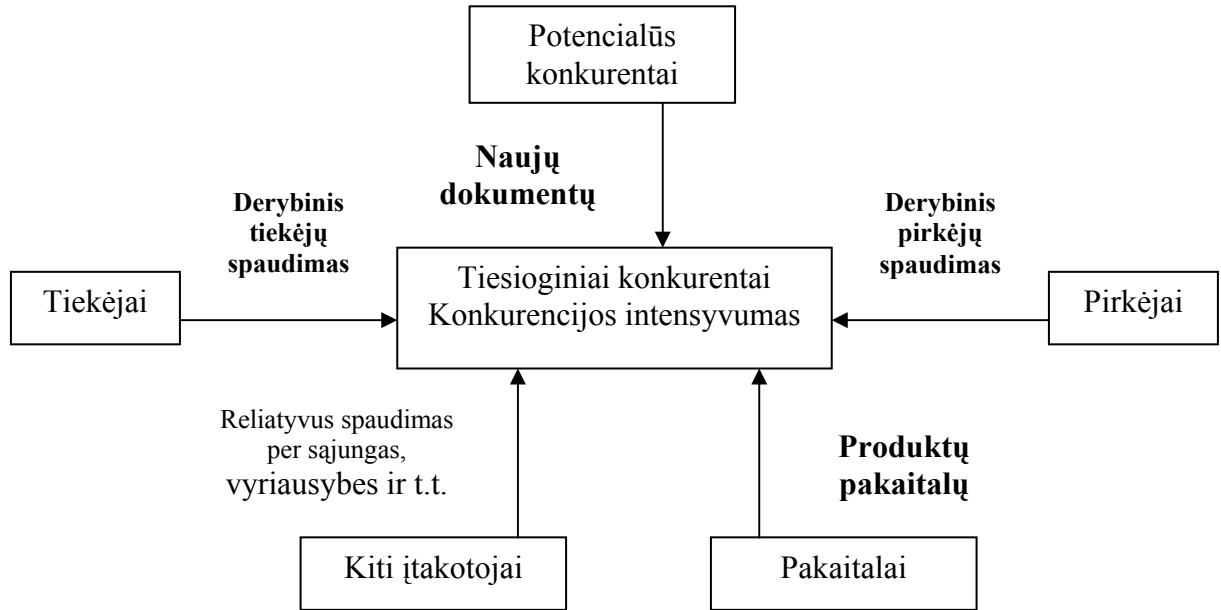 Potencialūs
konkurentai
Naujų
dokumentų
Derybinis
tiekėjų
spaudimas
Derybinis
pirkėjų
spaudimas
Tiekėjai
Tiesioginiai konkurentai
Konkurencijos intensyvumas
Pirkėjai
Reliatyvus spaudimas
per sąjungas,
vyriausybes ir t.t.
Produktų
pakaitalų
Kiti įtakotojai
Pakaitalai